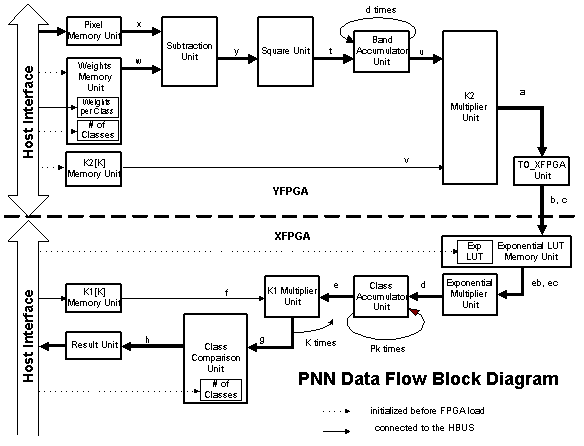 d times
Pixel
Memory Unit
x
Subtraction
Unit
y
Square Unit
t
Band
Accumulator
Unit
u
Weights
Memory
Unit
w
Weights
per Class
# of
Classes
K2
Multiplier
Unit
a
Host Interface
K2[K]
Memory Unit
v
TO_XFPGA
Unit
YFPGA
b, c
XFPGA
Exp
LUT
Exponential LUT
Memory Unit
eb, ec
K1[K]
Memory Unit
f
K1 Multiplier
Unit
e
Class
Accumulator
Unit
d
Exponential
Multiplier
Unit
Host Interface
K times
Pk times
Result Unit
h
Class
Comparison
Unit
g
# of
Classes
PNN Data Flow Block Diagram
initialized before FPGA load
connected to the HBUS